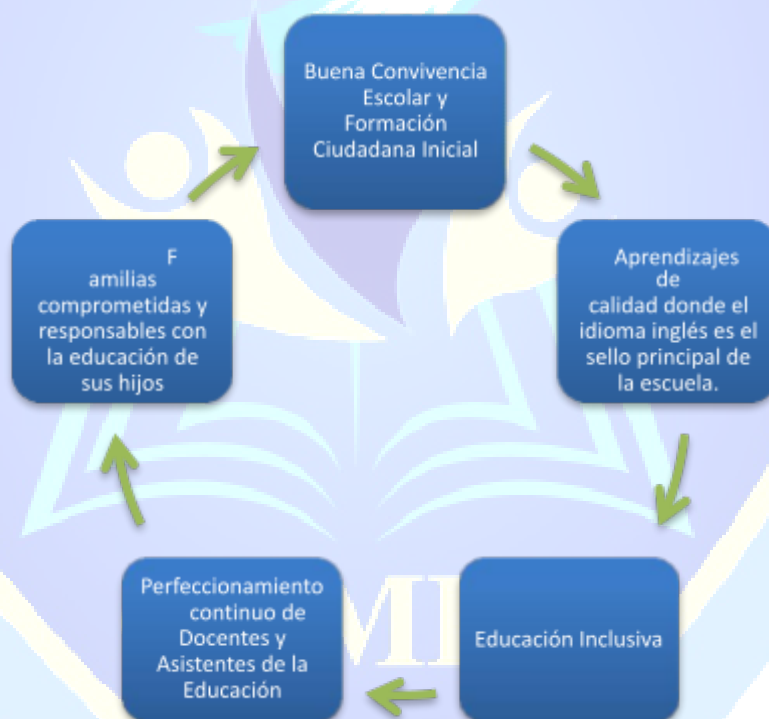 Buena Convivencia
Escolar y
Formación
Ciudadana Inicial
Aprendizajes
de
calidad donde el
idioma inglés es el
sello principal de
la escuela.
Educación Inclusiva
Perfeccionamiento
continuo de
Docentes y
Asistentes de la
Educación
F
amilias
comprometidas y
responsables con
la educación de
sus hijos